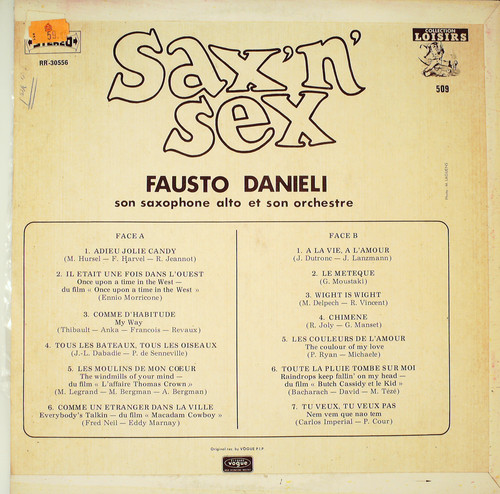 STEREO
RR-30556
COLLECTION
LOISIRS
509
Sax'n'
sex
FAUSTO DANIELI
son saxophone alto et son orchestre
FACE A
1. ADIEU JOLIE CANDY
(M. Hursel — F. Harvel — R. Jeannot)
2. IL ETAIT UNE FOIS DANS L'OUEST
Once upon a time in the West —
du film « Once upon a time in the West »
(Ennio Morricone)
3. COMME D'HABITUDE
My Way
(Thibault - Anka — Francois — Revaux)
4. TOUS LES BATEAUX, TOUS LES OISEAUX
(J.-L. Dabadie — P. de Senneville)
5. LES MOULINS DE MON CŒUR
The windmills of your mind —
du film « L'affaire Thomas Crown »
(M. Legrand — M. Bergman — A. Bergman)
6. COMME UN ETRANGER DANS LA VILLE
Everybody's Talkin — du film « Macadam Cowboy »
(Fred Neil — Eddy Marnay)
FACE B
1. A LA VIE, A L'AMOUR
(J. Dutronc — J. Lanzmann)
2. LE METEQUE
(G. Moustaki)
3. WIGHT IS WIGHT
(M. Delpech — R. Vincent)
4. CHIMENE
(R. Joly — G. Manset)
5. LES COULEURS DE L'AMOUR
The couleur of my love
(P. Ryan — Michaele)
6. TOUTE LA PLUIE TOMBE SUR MOI
Raindrops keep fallin' on my head —
du film « Butch Cassidy et le Kid »
(Bacharach — David — M. Tézé)
7. TU VEUX, TU VEUX PAS
Nem vem que nao tem
(Carlos Imperial — P. Cour)
Original rec. by VOGUE P.I.P.
vogue